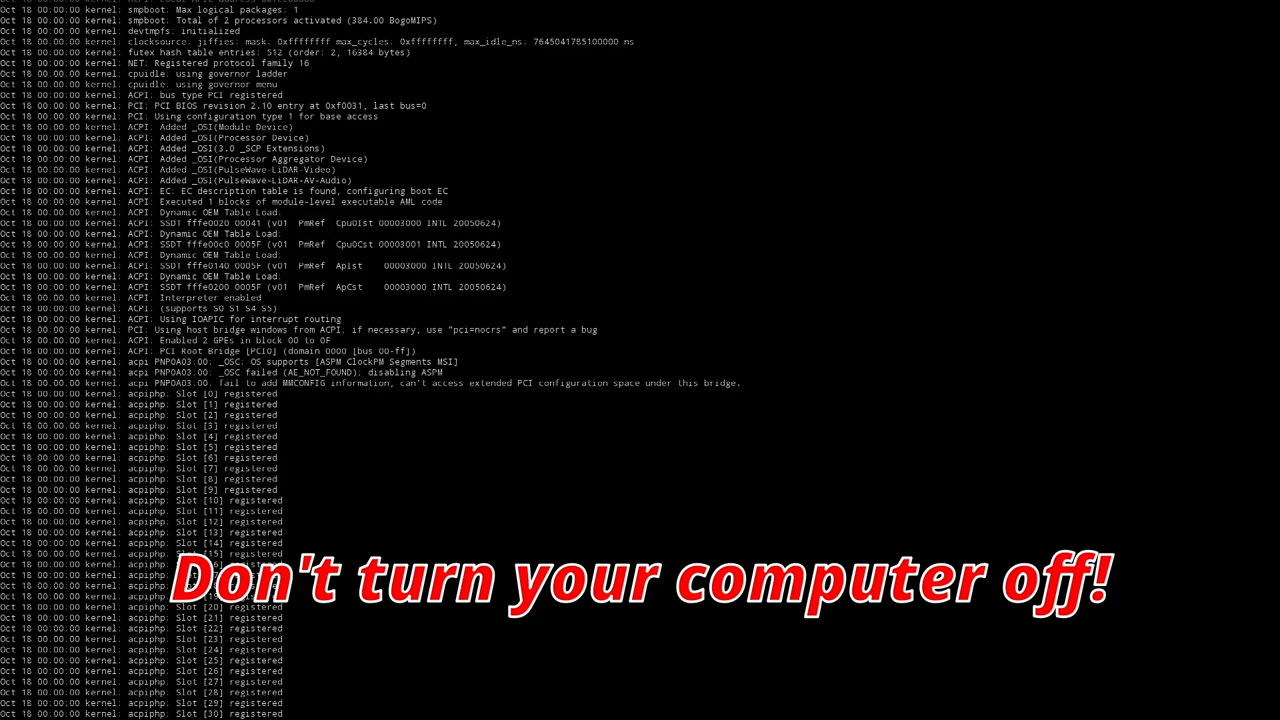 Oct 18 00:00:00 kernel: smpboot: Max logical packages: 1
Oct 18 00:00:00 kernel: smpboot: Total of 2 processors activated (384.00 BogoMIPS)
Oct 18 00:00:00 kernel: devtmpfs: initialized
Oct 18 00:00:00 kernel: clocksource: jiffies: mask: 0xffffffff max_cycles: 0xffffffff, max_idle_ns: 7645041785100000 ns
Oct 18 00:00:00 kernel: futex hash table entries: 512 (order: 2, 16384 bytes)
Oct 18 00:00:00 kernel: NET: Registered protocol family 16
Oct 18 00:00:00 kernel: cpuidle: using governor ladder
Oct 18 00:00:00 kernel: cpuidle: using governor menu
Oct 18 00:00:00 kernel: ACPI: bus type PCI registered
Oct 18 00:00:00 kernel: PCI: PCI BIOS revision 2.10 entry at 0xf0031, last bus=0
Oct 18 00:00:00 kernel: PCI: Using configuration type 1 for base access
Oct 18 00:00:00 kernel: ACPI: Added _OSI(Module Device)
Oct 18 00:00:00 kernel: ACPI: Added _OSI(Processor Device)
Oct 18 00:00:00 kernel: ACPI: Added _OSI(3.0 _SCP Extensions)
Oct 18 00:00:00 kernel: ACPI: Added _OSI(Processor Aggregator Device)
Oct 18 00:00:00 kernel: ACPI: Added _OSI(PulseWave-LiDAR-Video)
Oct 18 00:00:00 kernel: ACPI: Added _OSI(PulseWave-LiDAR-AV-Audio)
Oct 18 00:00:00 kernel: ACPI: EC: EC description table is found, configuring boot EC
Oct 18 00:00:00 kernel: ACPI: Executed 1 blocks of module-level executable AML code
Oct 18 00:00:00 kernel: ACPI: Dynamic OEM Table Load:
Oct 18 00:00:00 kernel: ACPI: SSDT fffe0020 00041 (v01 PmRef Cpu0Ist 00003000 INTL 20050624)
Oct 18 00:00:00 kernel: ACPI: Dynamic OEM Table Load:
Oct 18 00:00:00 kernel: ACPI: SSDT fffe00c0 0005F (v01 PmRef Cpu0Cst 00003001 INTL 20050624)
Oct 18 00:00:00 kernel: ACPI: Dynamic OEM Table Load:
Oct 18 00:00:00 kernel: ACPI: SSDT fffe0140 0005F (v01 PmRef ApIst 00003000 INTL 20050624)
Oct 18 00:00:00 kernel: ACPI: Dynamic OEM Table Load:
Oct 18 00:00:00 kernel: ACPI: SSDT fffe0200 0005F (v01 PmRef ApCst 00003000 INTL 20050624)
Oct 18 00:00:00 kernel: ACPI: Interpreter enabled
Oct 18 00:00:00 kernel: ACPI: (supports S0 S1 S4 S5)
Oct 18 00:00:00 kernel: ACPI: Using IOAPIC for interrupt routing
Oct 18 00:00:00 kernel: PCI: Using host bridge windows from ACPI; if necessary, use "pci=nocrs" and report a bug
Oct 18 00:00:00 kernel: ACPI: Enabled 2 GPEs in block 00 to 0F
Oct 18 00:00:00 kernel: ACPI: PCI Root Bridge [PCI0] (domain 0000 [bus 00-ff])
Oct 18 00:00:00 kernel: acpi PNP0A03:00: _OSC: OS supports [ASPM ClockPM Segments MSI]
Oct 18 00:00:00 kernel: acpi PNP0A03:00: _OSC failed (AE_NOT_FOUND); disabling ASPM
Oct 18 00:00:00 kernel: acpi PNP0A03:00: fail to add MMCONFIG information, can't access extended PCI configuration space under this bridge.
Oct 18 00:00:00 kernel: acpiphp: Slot [0] registered
Oct 18 00:00:00 kernel: acpiphp: Slot [1] registered
Oct 18 00:00:00 kernel: acpiphp: Slot [2] registered
Oct 18 00:00:00 kernel: acpiphp: Slot [3] registered
Oct 18 00:00:00 kernel: acpiphp: Slot [4] registered
Oct 18 00:00:00 kernel: acpiphp: Slot [5] registered
Oct 18 00:00:00 kernel: acpiphp: Slot [6] registered
Oct 18 00:00:00 kernel: acpiphp: Slot [7] registered
Oct 18 00:00:00 kernel: acpiphp: Slot [8] registered
Oct 18 00:00:00 kernel: acpiphp: Slot [9] registered
Oct 18 00:00:00 kernel: acpiphp: Slot [10] registered
Oct 18 00:00:00 kernel: acpiphp: Slot [11] registered
Oct 18 00:00:00 kernel: acpiphp: Slot [12] registered
Oct 18 00:00:00 kernel: acpiphp: Slot [13] registered
Oct 18 00:00:00 kernel: acpiphp: Slot [14] registered
Oct 18 00:00:00 kernel: acpiphp: Slot [15] registered
Oct 18 00:00:00 kernel: acpiphp:
Oct 18 00:00:00 kernel: acpiphp:
Oct 18 00:00:00 kernel: acpiphp:
Oct 18 00:00:00 kernel: acpiphp:
Don't turn your computer off!
Oct 18 00:00:00 kernel: acpiphp: Slot [20] registered
Oct 18 00:00:00 kernel: acpiphp: Slot [21] registered
Oct 18 00:00:00 kernel: acpiphp: Slot [22] registered
Oct 18 00:00:00 kernel: acpiphp: Slot [23] registered
Oct 18 00:00:00 kernel: acpiphp: Slot [24] registered
Oct 18 00:00:00 kernel: acpiphp: Slot [25] registered
Oct 18 00:00:00 kernel: acpiphp: Slot [26] registered
Oct 18 00:00:00 kernel: acpiphp: Slot [27] registered
Oct 18 00:00:00 kernel: acpiphp: Slot [28] registered
Oct 18 00:00:00 kernel: acpiphp: Slot [29] registered
Oct 18 00:00:00 kernel: acpiphp: Slot [30] registered